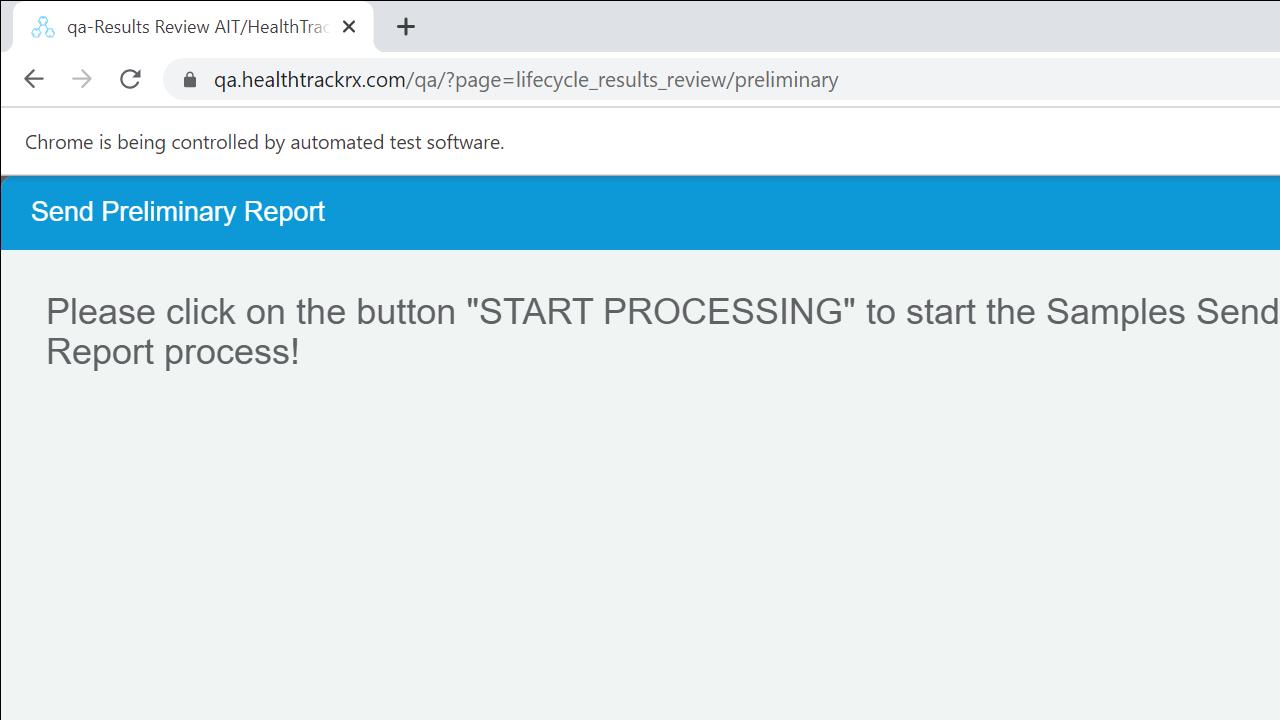 qa-Results Review AIT/HealthTrac
qa.healthtrackrx.com/qa/?page=lifecycle_results_review/preliminary
Chrome is being controlled by automated test software.
Send Preliminary Report
Please click on the button "START PROCESSING" to start the Samples Send
Report process!